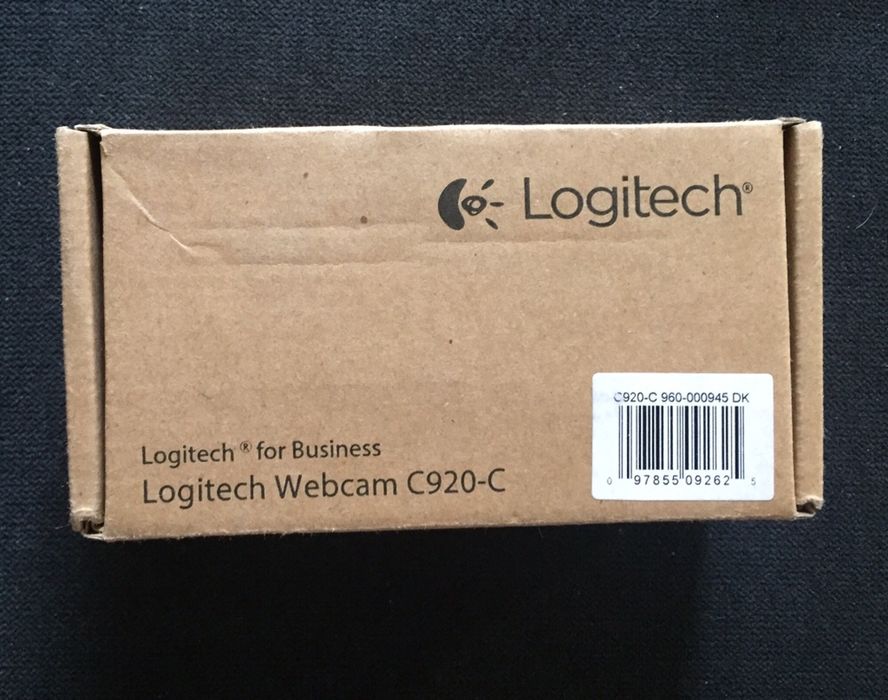 Logitech®
Logitech® for Business
Logitech Webcam C920-C
C920-C 960-000945 DK
0 97855 09262 5